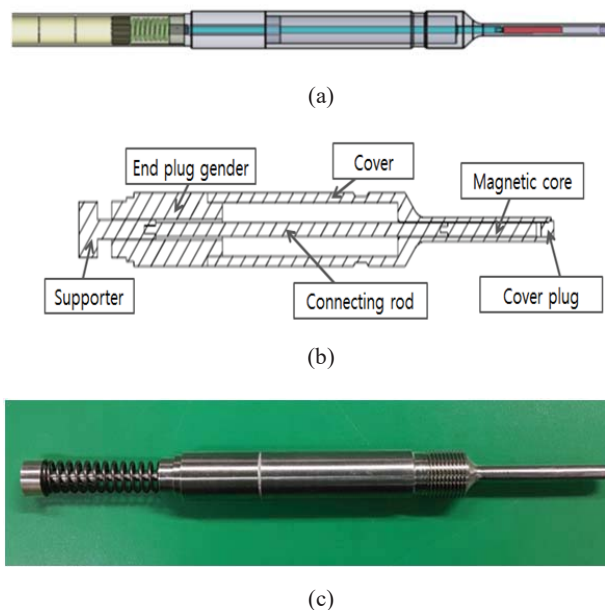 (a)
End plug gender
Cover
Magnetic core
Supporter
Connecting rod
Cover plug
(b)
(c)